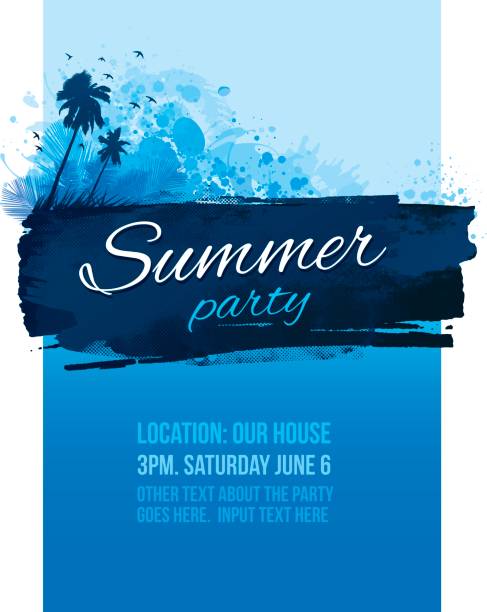 Summer
party
LOCATION: OUR HOUSE
3PM. SATURDAY JUNE 6
OTHER TEXT ABOUT THE PARTY
GOES HERE. INPUT TEXT HERE